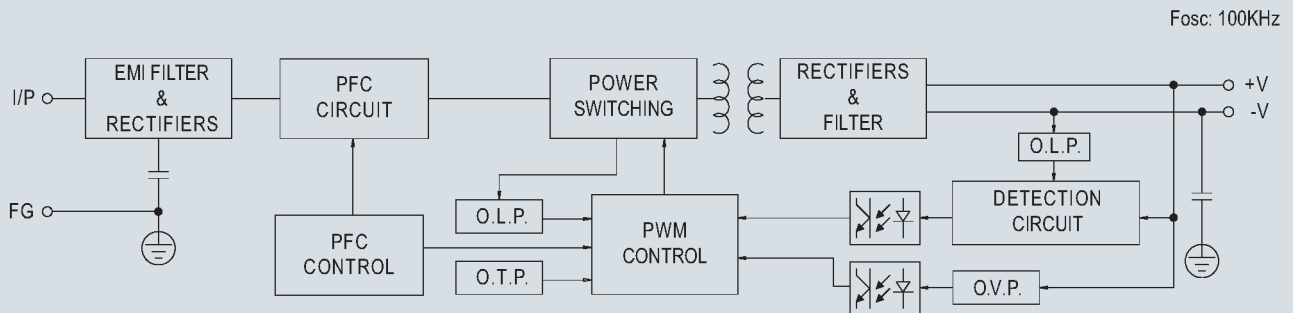 Fosc: 100KHz
I/P
EMI FILTER
&
RECTIFIERS
PFC
CIRCUIT
POWER
SWITCHING
RECTIFIERS
&
FILTER
+V
-V
O.L.P.
FG
O.L.P.
PFC
CONTROL
O.T.P.
PWM
CONTROL
DETECTION
CIRCUIT
O.V.P.